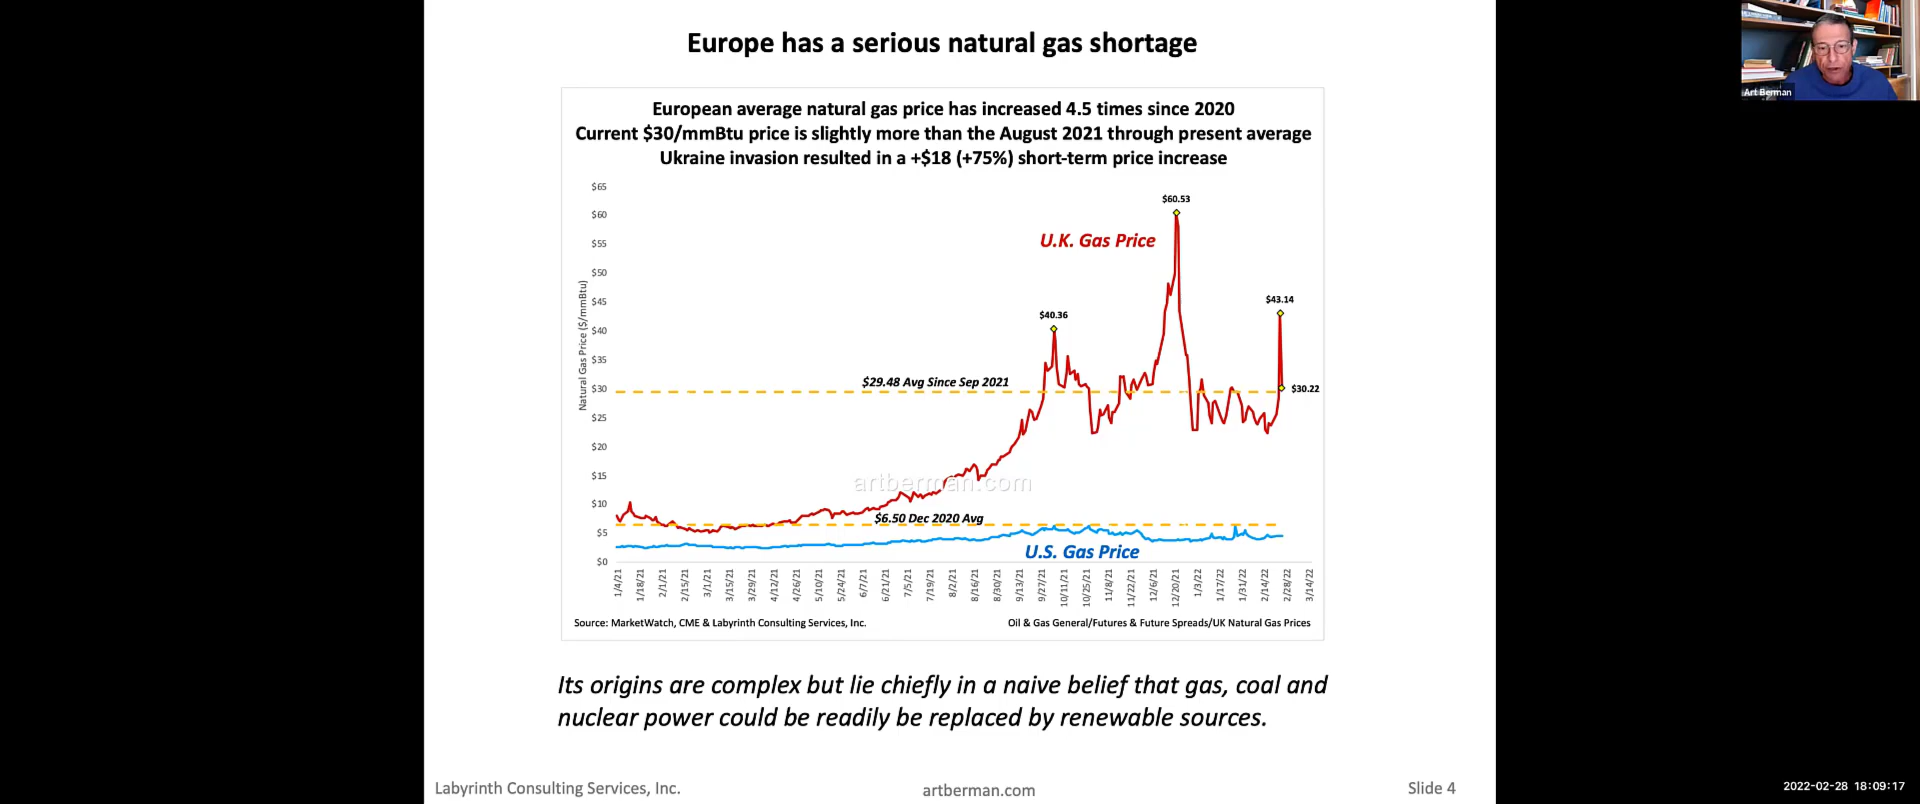 Europe has a serious natural gas shortage
Art Berman
European average natural gas price has increased 4.5 times since 2020
Current $30/mmBtu price is slightly more than the August 2021 through present average
Ukraine invasion resulted in a +$18 (+75%) short-term price increase
$65
$60
$55
$50
$45
$40
$35
$30
$25
$20
$15
$10
$5
$0
Natural Gas Price ($/mmBtu)
$60.53
U.K. Gas Price
$43.14
$40.36
$29.48 Avg Since Sep 2021
$30.22
artberman.com
$6.50 Dec 2020 Avg
U.S. Gas Price
1/4/21
1/18/21
2/1/21
2/15/21
3/1/21
3/15/21
3/29/21
4/12/21
4/26/21
5/10/21
5/24/21
6/7/21
6/21/21
7/5/21
7/19/21
8/2/21
8/16/21
8/30/21
9/13/21
9/27/21
10/11/21
10/25/21
11/8/21
11/22/21
12/6/21
12/20/21
1/3/22
1/17/22
1/31/22
2/14/22
2/28/22
3/14/22
Source: MarketWatch, CME & Labyrinth Consulting Services, Inc.
Oil & Gas General/Futures & Future Spreads/UK Natural Gas Prices
Its origins are complex but lie chiefly in a naive belief that gas, coal and
nuclear power could be readily be replaced by renewable sources.
Labyrinth Consulting Services, Inc.
artberman.com
Slide 4
2022-02-28 18:09:17